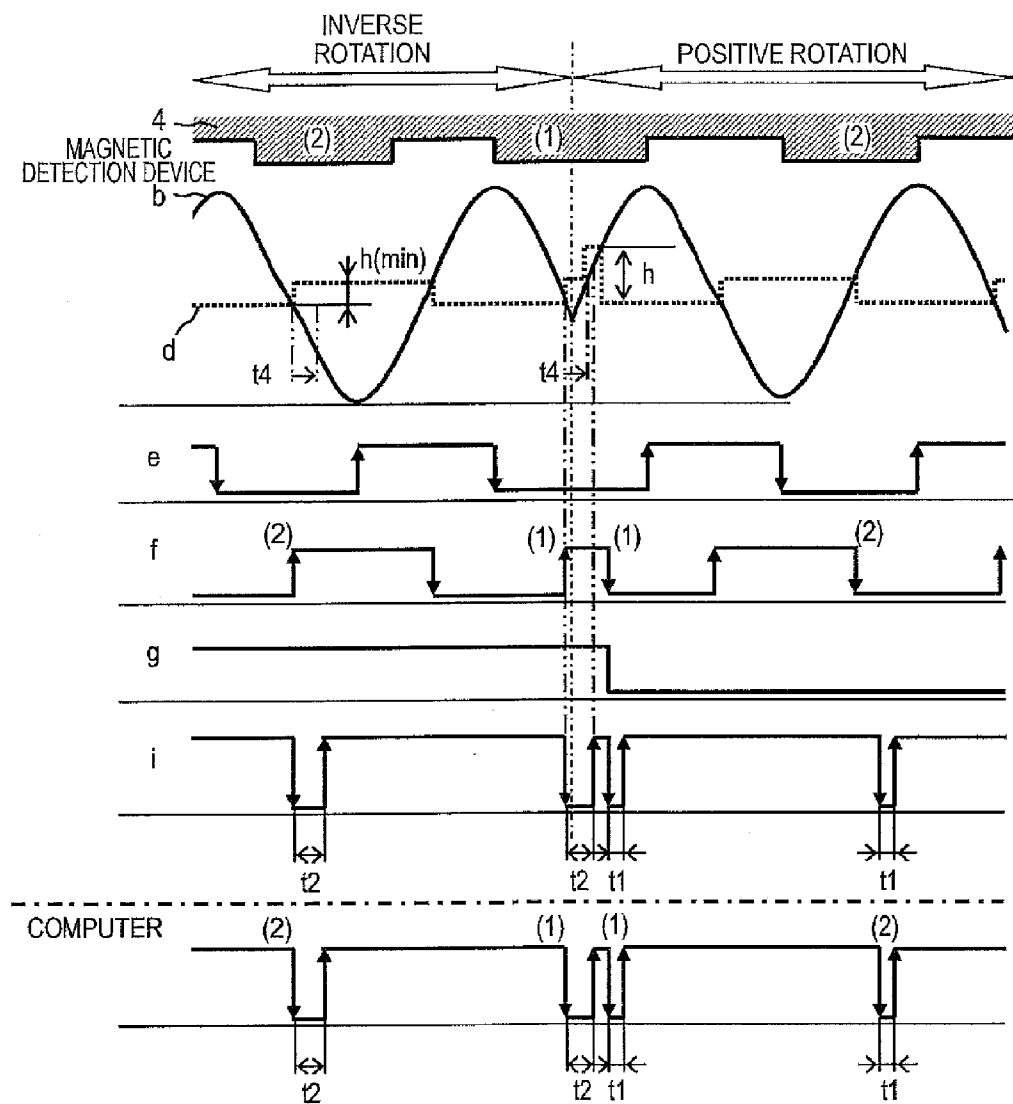 INVERSE
ROTATION
POSITIVE ROTATION
4
(2) (1) (2)
MAGNETIC
DETECTION DEVICE
b
h(min)
h
d
t4 t4
e
f (2) (1) (1) (2)
g
i
t2 t2 t1 t1
COMPUTER (2) (1) (1) (2)
t2 t2 t1 t1